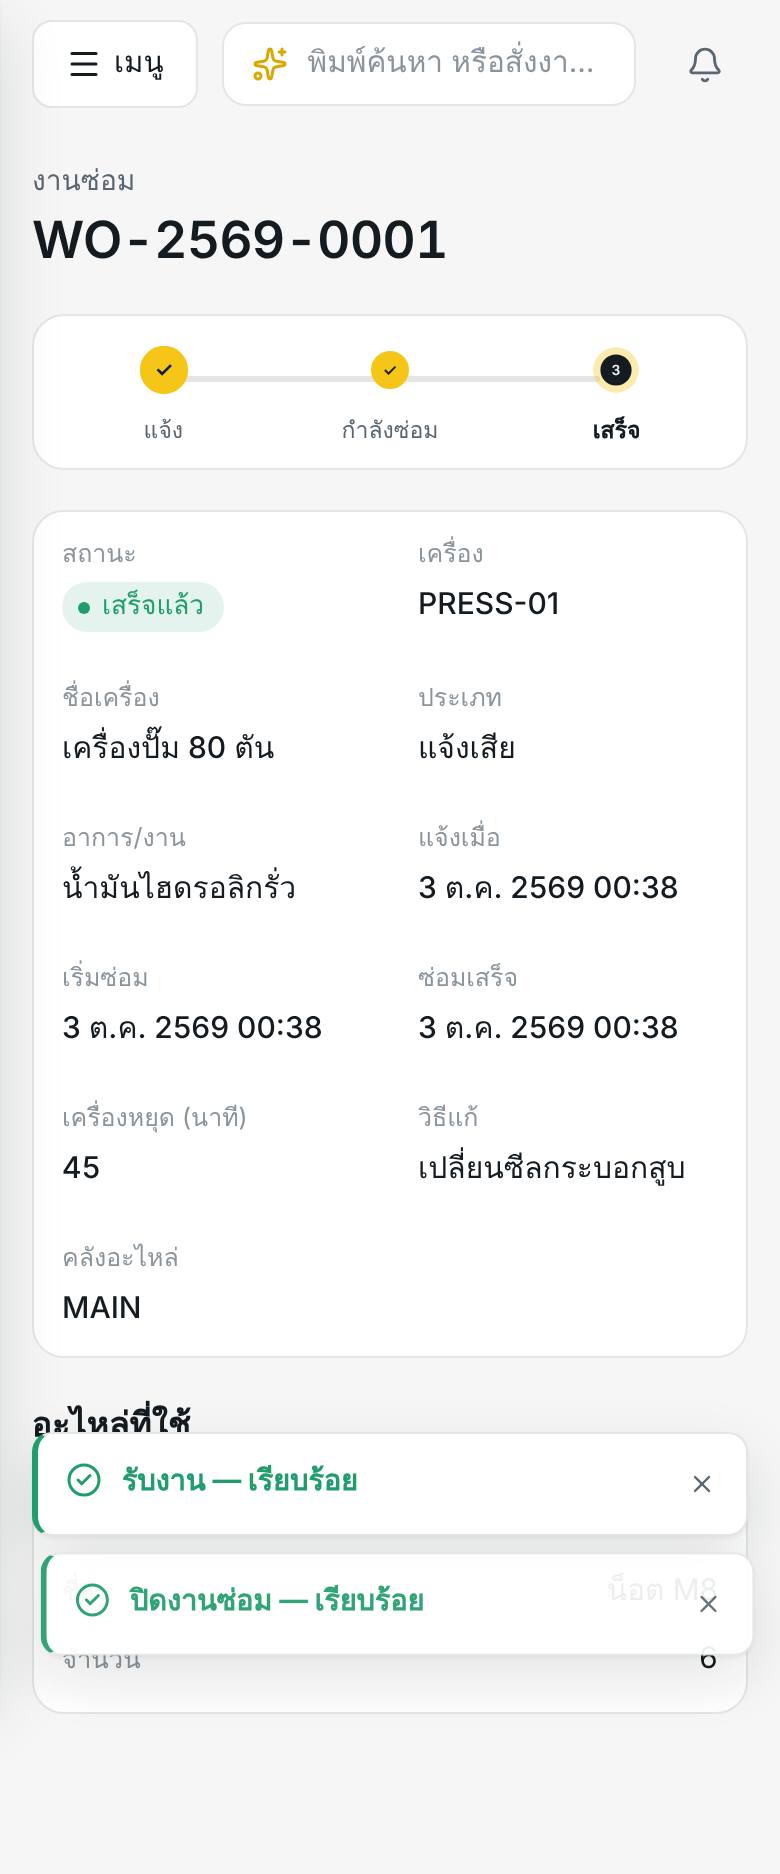 เมนู
พิมพ์ค้นหา หรือสั่งงา...
งานซ่อม
WO-2569-0001
3
แจ้ง
กำลังซ่อม
เสร็จ
สถานะ
เครื่อง
เสร็จแล้ว
PRESS-01
ชื่อเครื่อง
ประเภท
เครื่องปั๊ม 80 ตัน
แจ้งเสีย
อาการ/งาน
แจ้งเมื่อ
น้ำมันไฮดรอลิกรั่ว
3 ต.ค. 2569 00:38
เริ่มซ่อม
ซ่อมเสร็จ
3 ต.ค. 2569 00:38
3 ต.ค. 2569 00:38
เครื่องหยุด (นาที)
วิธีแก้
45
เปลี่ยนซีลกระบอกสูบ
คลังอะไหล่
MAIN
อะไหล่ที่ใช้
รับงาน — เรียบร้อย
ปิดงานซ่อม — เรียบร้อย
น็อต M8
จำนวน
6